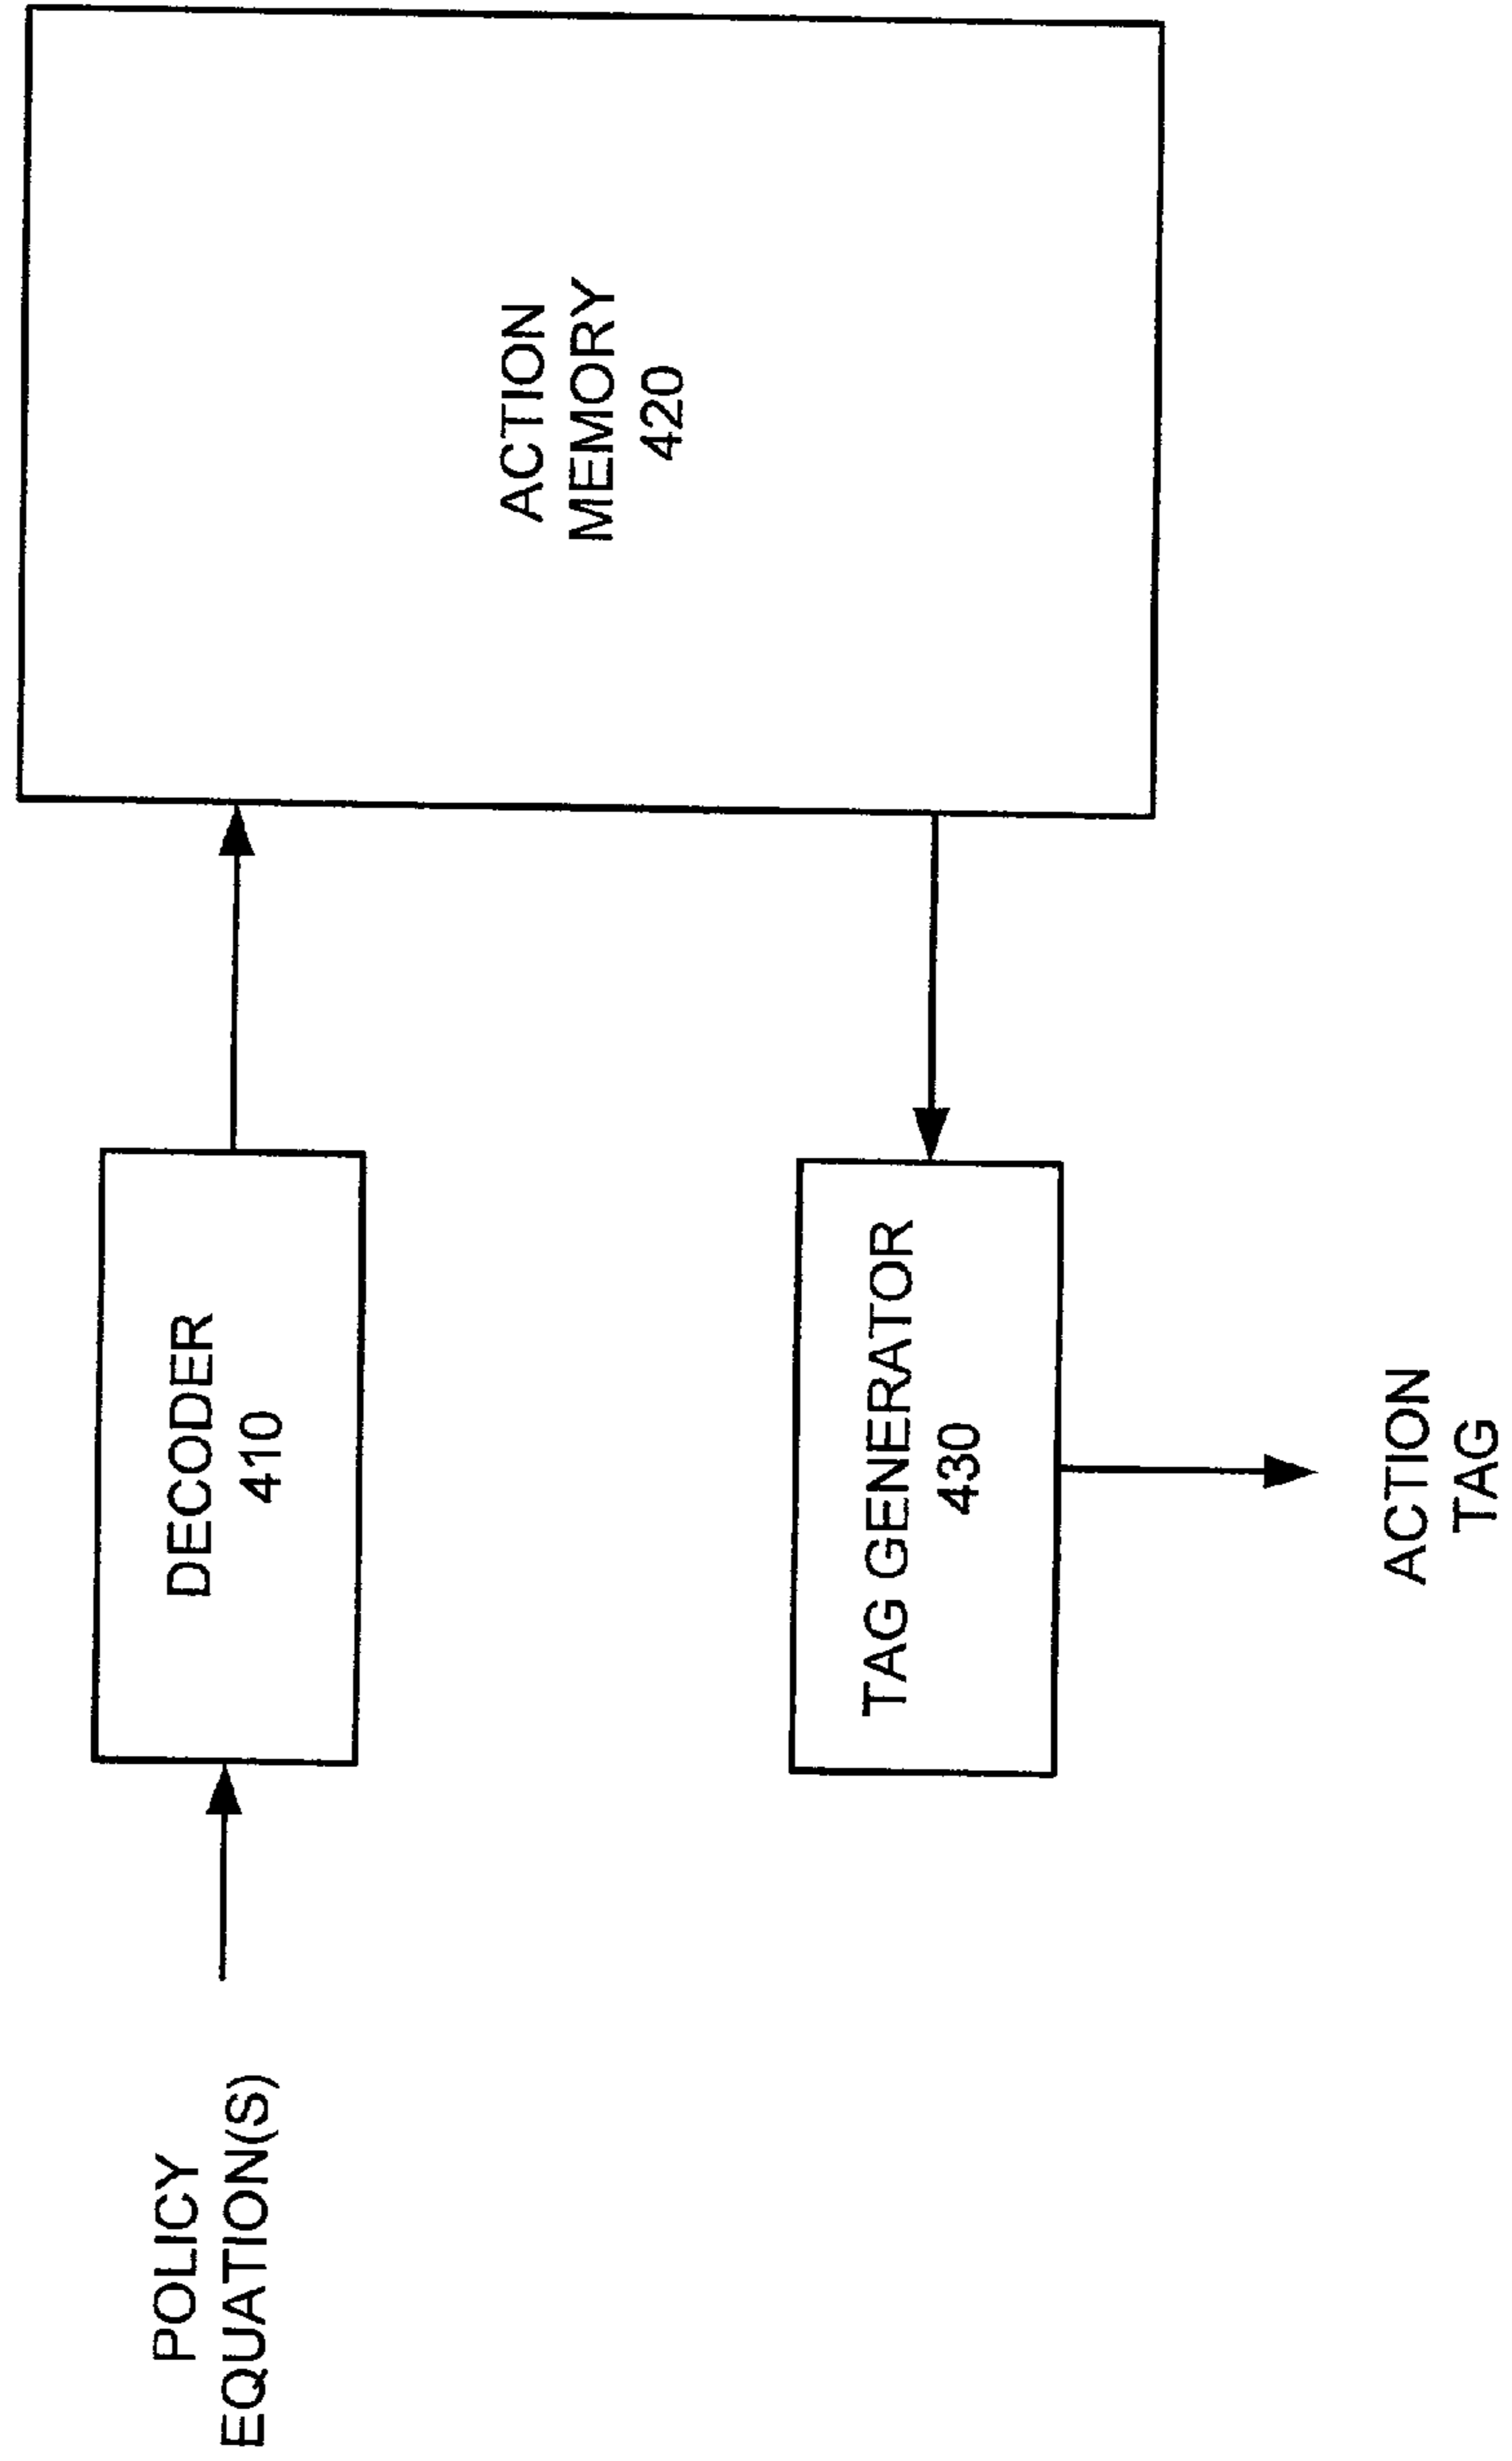 POLICY
EQUATION(S)
DECODER
410
ACTION
MEMORY
420
TAG GENERATOR
430
ACTION
TAG